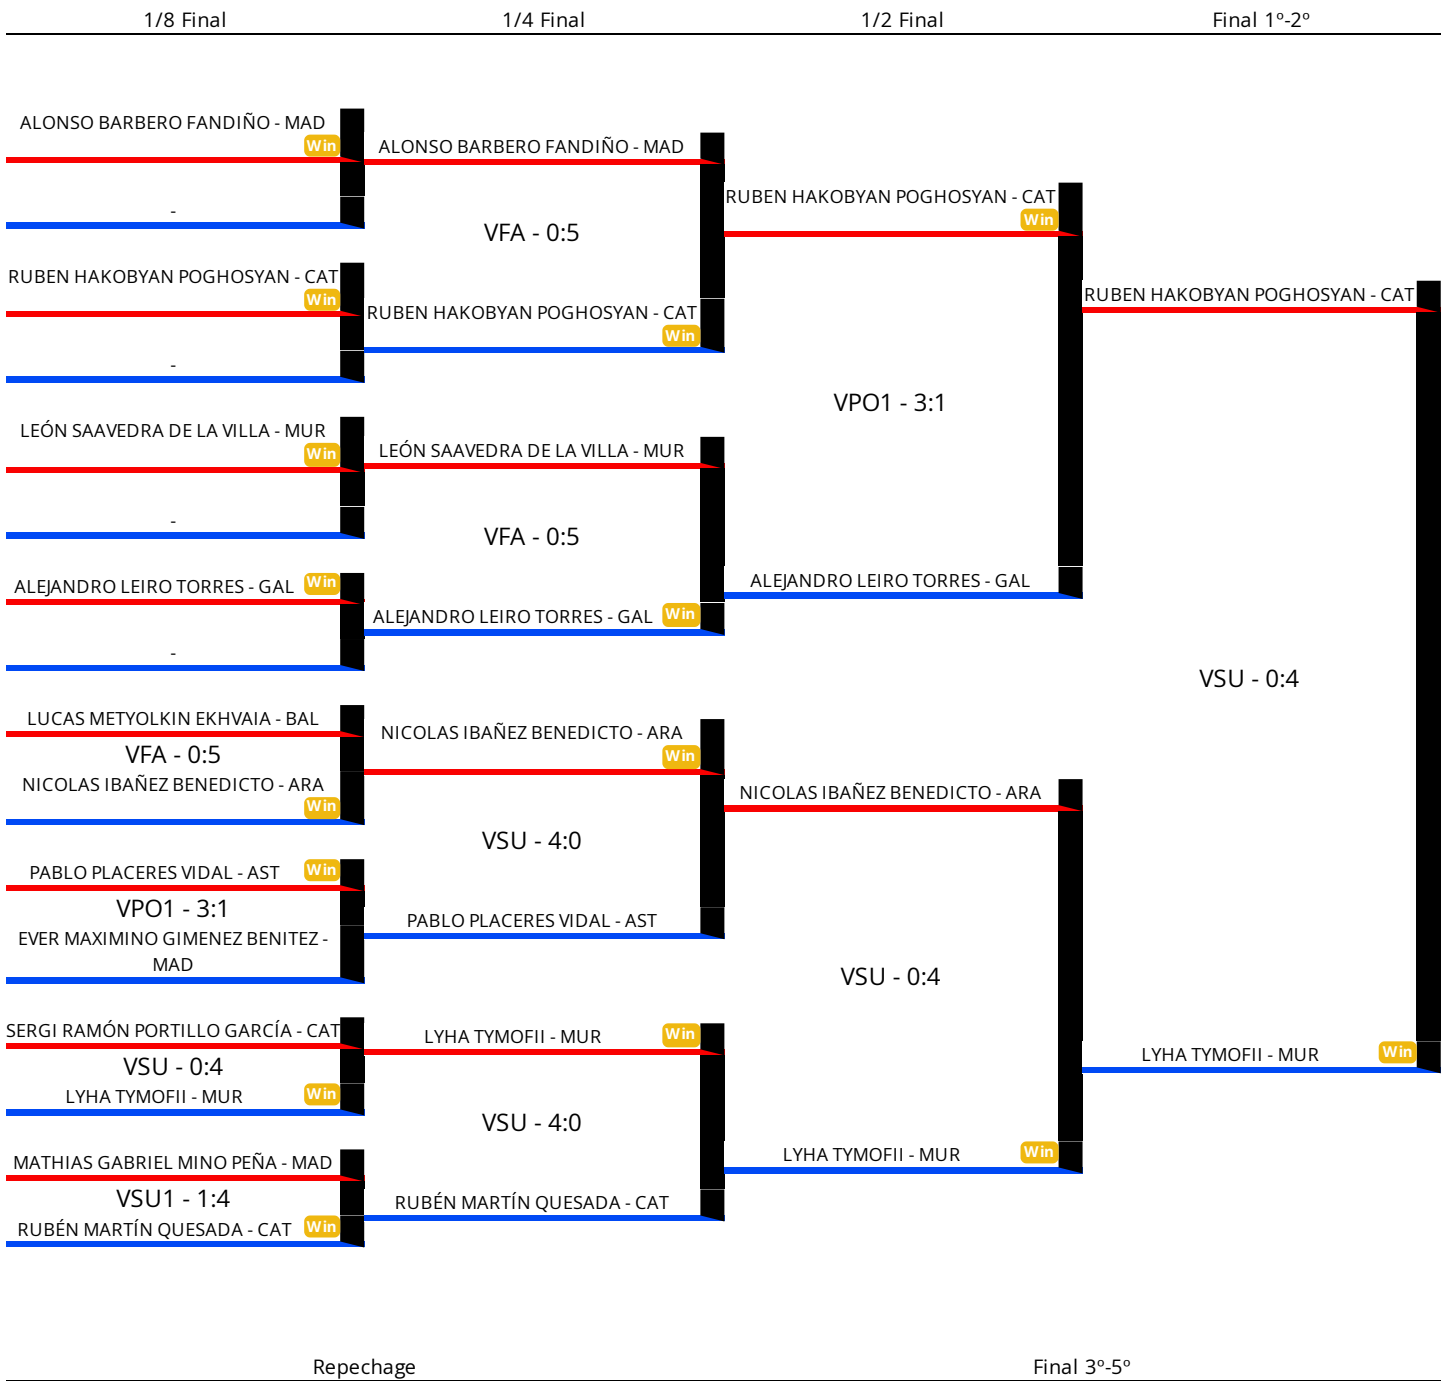 1/8 Final
1/4 Final
1/2 Final
Final 1º-2º
ALONSO BARBERO FANDIÑO - MAD
Win
-
RUBEN HAKOBYAN POGHOSYAN - CAT
Win
-
LEÓN SAAVEDRA DE LA VILLA - MUR
Win
-
ALEJANDRO LEIRO TORRES - GAL
Win
-
LUCAS METYOLKIN EKHVAIA - BAL
VFA - 0:5
NICOLAS IBAÑEZ BENEDICTO - ARA
Win
PABLO PLACERES VIDAL - AST
Win
VPO1 - 3:1
EVER MAXIMINO GIMENEZ BENITEZ -
MAD
SERGI RAMÓN PORTILLO GARCÍA - CAT
VSU - 0:4
LYHA TYMOFII - MUR
Win
MATHIAS GABRIEL MINO PEÑA - MAD
VSU1 - 1:4
RUBÉN MARTÍN QUESADA - CAT
Win
ALONSO BARBERO FANDIÑO - MAD
VFA - 0:5
RUBEN HAKOBYAN POGHOSYAN - CAT
Win
LEÓN SAAVEDRA DE LA VILLA - MUR
VFA - 0:5
ALEJANDRO LEIRO TORRES - GAL
Win
NICOLAS IBAÑEZ BENEDICTO - ARA
Win
VSU - 4:0
PABLO PLACERES VIDAL - AST
LYHA TYMOFII - MUR
Win
VSU - 4:0
RUBÉN MARTÍN QUESADA - CAT
RUBEN HAKOBYAN POGHOSYAN - CAT
Win
VPO1 - 3:1
ALEJANDRO LEIRO TORRES - GAL
NICOLAS IBAÑEZ BENEDICTO - ARA
VSU - 0:4
LYHA TYMOFII - MUR
Win
RUBEN HAKOBYAN POGHOSYAN - CAT
VSU - 0:4
LYHA TYMOFII - MUR
Win
Repechage
Final 3º-5º